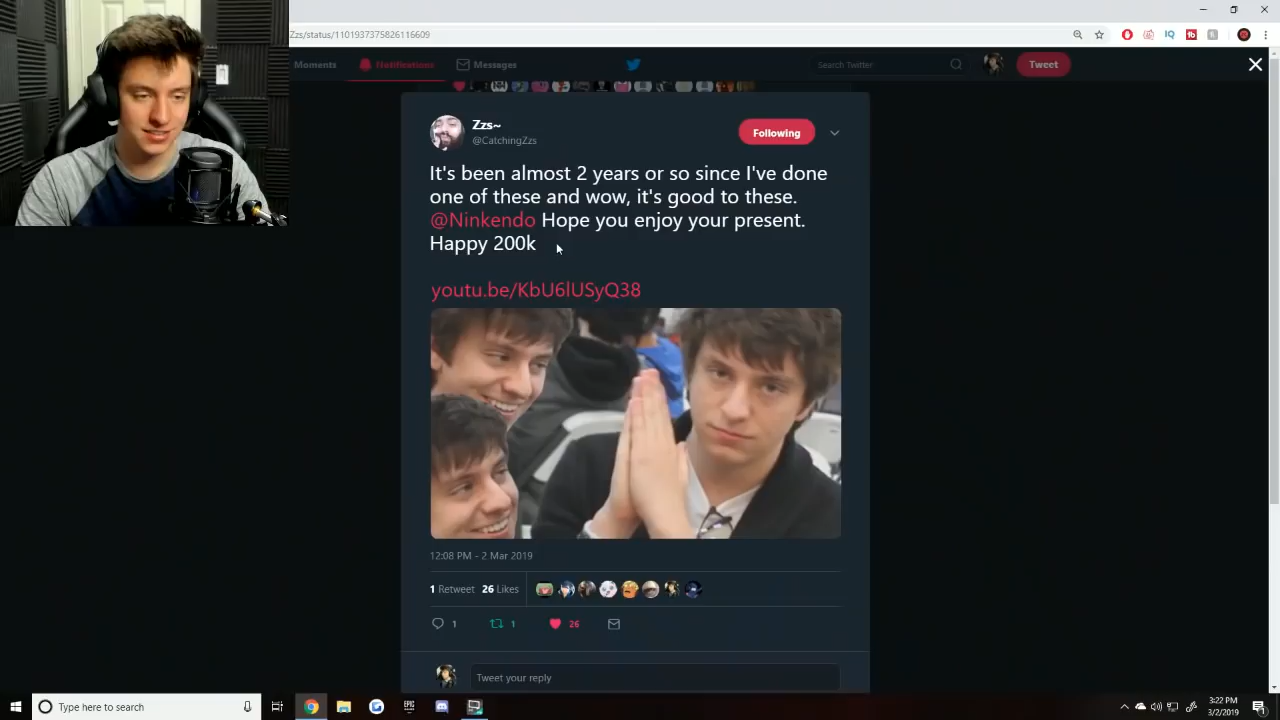 Zzs/status/1101937375826116609
Moments
Notifications
Messages
Search Twitter
Tweet
Zzs~
@CatchingZzs
Following
It's been almost 2 years or so since I've done
one of these and wow, it's good to these.
@Ninkendo Hope you enjoy your present.
Happy 200k
youtu.be/KbU6lUSyQ38
12:08 PM - 2 Mar 2019
1 Retweet 26 Likes
1
1
26
Tweet your reply
Type here to search
3:22 PM
3/2/2019